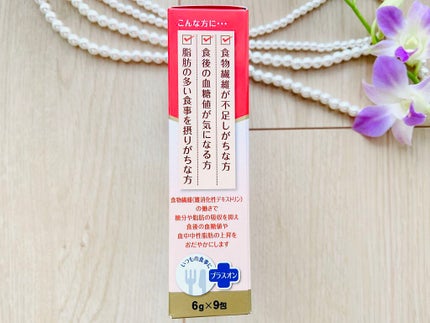 こんな方に・・・
食物繊維が不足しがちな方
食後の血糖値が気になる方
脂肪の多い食事を摂りがちな方
食物繊維(難消化性デキストリン)
の働きで
糖分や脂肪の吸収を抑え
食後の血糖値や
血中中性脂肪の上昇を
おだやかにします
いつもの食事に
プラスオン
6g×9包